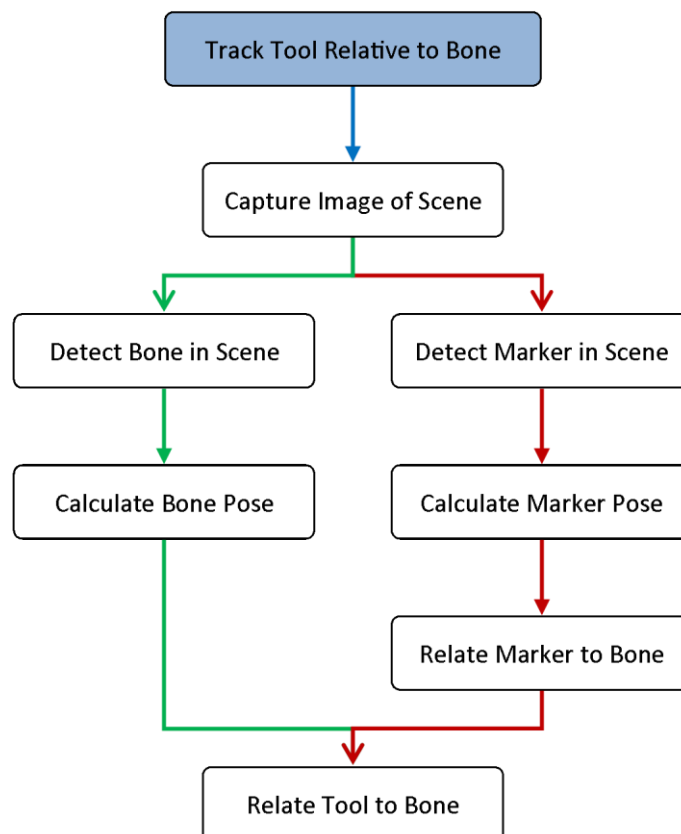 Track Tool Relative to Bone
Capture Image of Scene
Detect Bone in Scene
Detect Marker in Scene
Calculate Bone Pose
Calculate Marker Pose
Relate Marker to Bone
Relate Tool to Bone